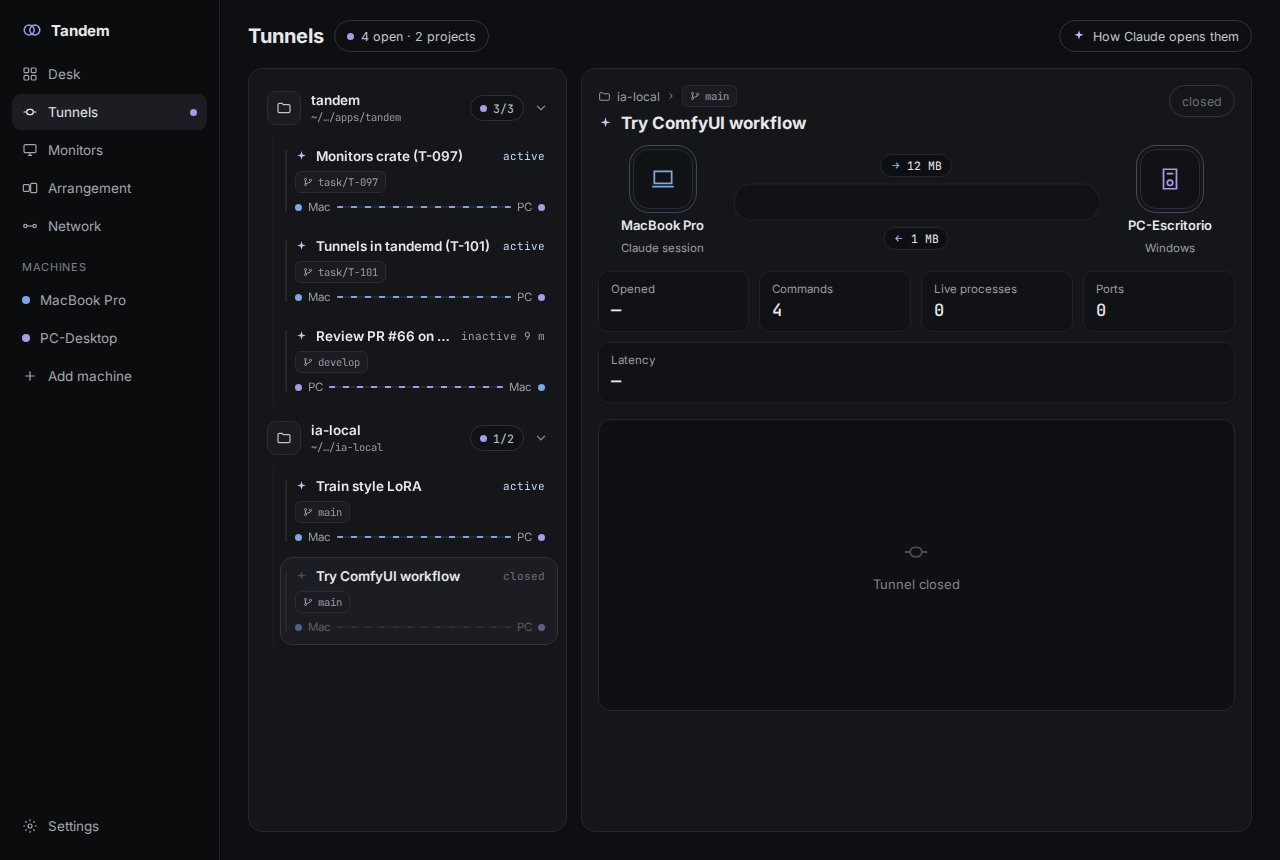 Tandem
Desk
Tunnels
Monitors
Arrangement
Network
MACHINES
MacBook Pro
PC-Desktop
Add machine
Settings
Tunnels
4 open · 2 projects
How Claude opens them
tandem
~/…/apps/tandem
3/3
Monitors crate (T-097)
active
task/T-097
Mac
PC
Tunnels in tandemd (T-101)
active
task/T-101
Mac
PC
Review PR #66 on ...
inactive 9 m
develop
PC
Mac
ia-local
~/…/ia-local
1/2
Train style LoRA
active
main
Mac
PC
Try ComfyUI workflow
closed
main
Mac
PC
ia-local > main
closed
Try ComfyUI workflow
→ 12 MB
MacBook Pro
Claude session
← 1 MB
PC-Escritorio
Windows
Opened
—
Commands
4
Live processes
0
Ports
0
Latency
—
Tunnel closed